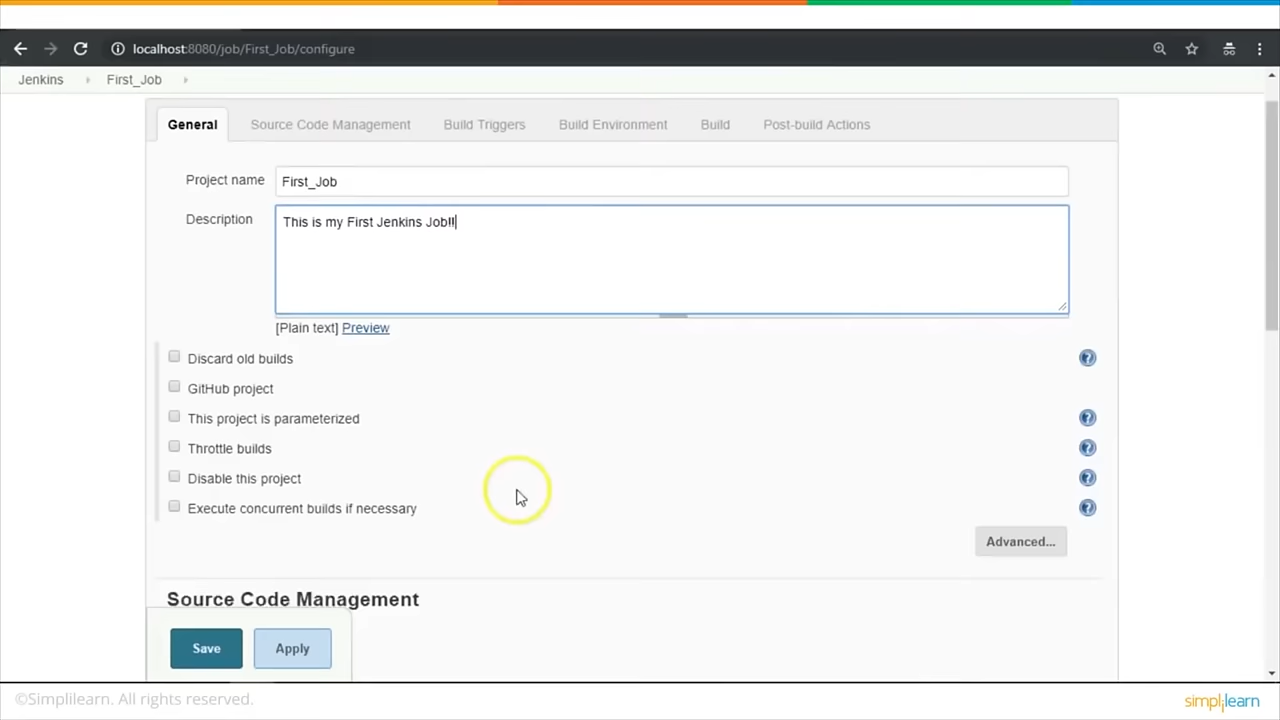 localhost:8080/job/First_Job/configure
Jenkins First_Job
General Source Code Management Build Triggers Build Environment Build Post-build Actions
Project name First_Job
Description This is my First Jenkins Job!!
[Plain text] Preview
Discard old builds
GitHub project
This project is parameterized
Throttle builds
Disable this project
Execute concurrent builds if necessary
Advanced...
Source Code Management
Save Apply
©Simplilearn. All rights reserved. simplilearn